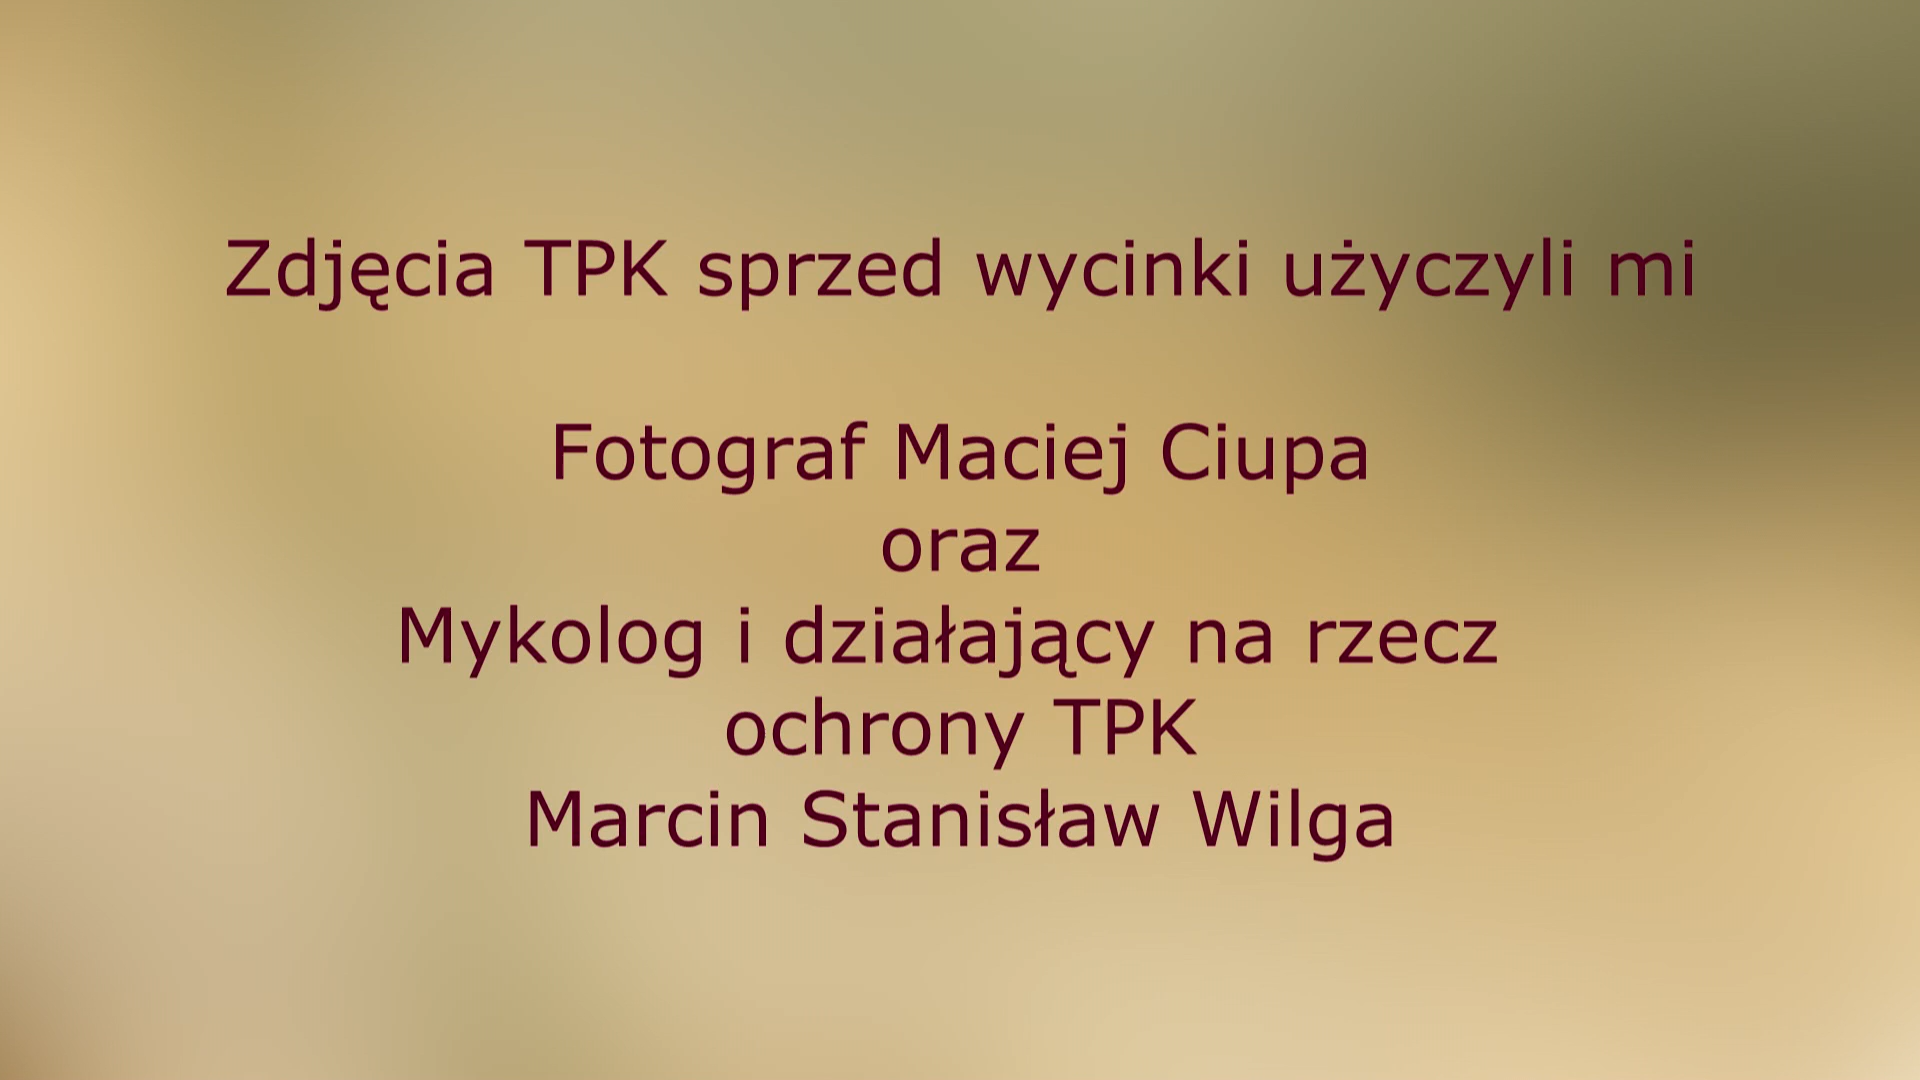 Zdjęcia TPK sprzed wycinki użyczyli mi
Fotograf Maciej Ciupa
oraz
Mykolog i działający na rzecz
ochrony TPK
Marcin Stanisław Wilga